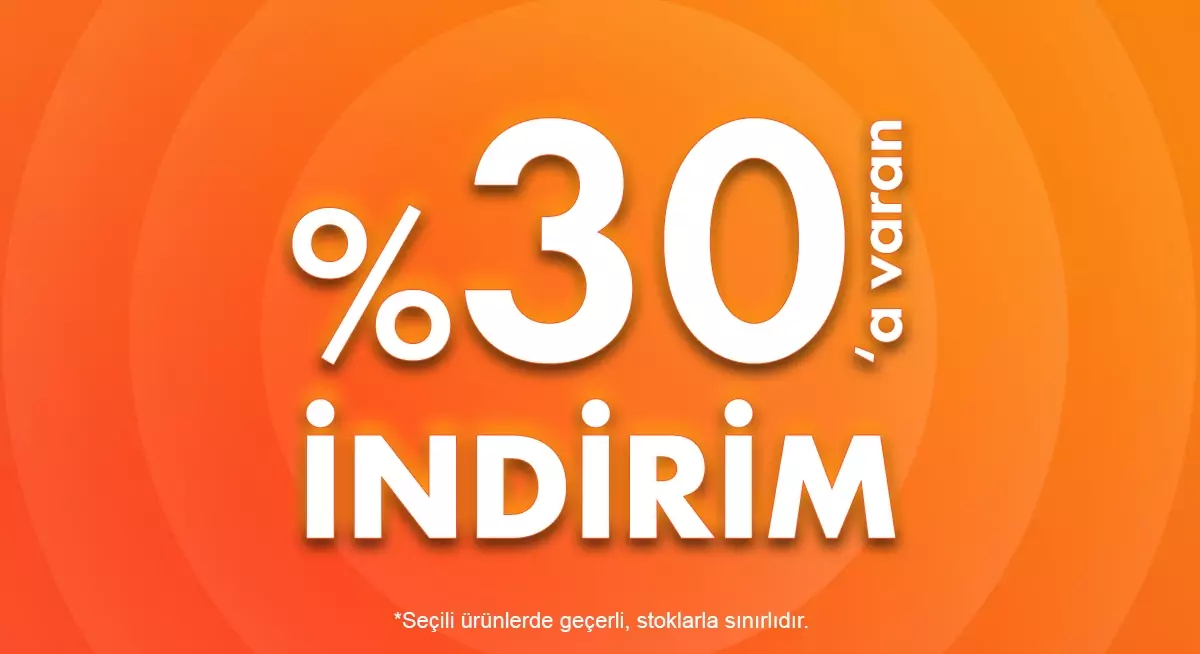 %30'a varan
İNDİRİM
*Seçili ürünlerde geçerli, stoklarla sınırlıdır.